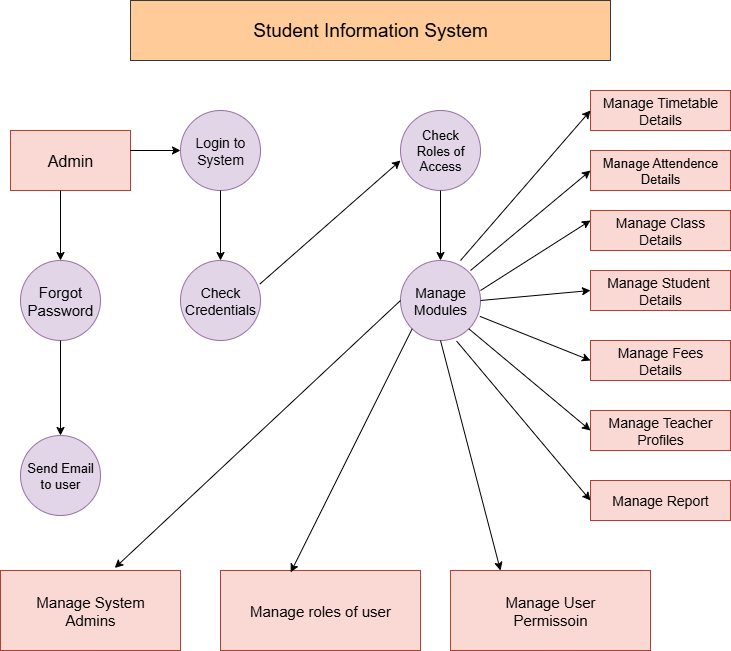 Student Information System
Admin
Login to
System
Check
Roles of
Access
Forgot
Password
Check
Credentials
Manage
Modules
Send Email
to user
Manage Timetable
Details
Manage Attendence
Details
Manage Class
Details
Manage Student
Details
Manage Fees
Details
Manage Teacher
Profiles
Manage Report
Manage System
Admins
Manage roles of user
Manage User
Permissoin